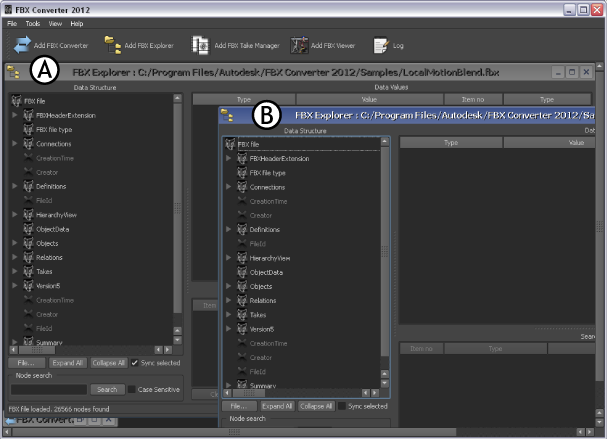 FBX Converter 2012
File Tools View Help
Add FBX Converter Add FBX Explorer Add FBX Take Manager Add FBX Viewer Log
A
FBX Explorer : C:/Program Files/Autodesk/FBX Converter 2012/Samples/LocalMotionBlend.fbx
Data Structure
Data Values
Type Value Item no Type
FBX file
FBXHeaderExtension
FBX file type
Connections
CreationTime
Creator
Definitions
FileId
HierarchyView
ObjectData
Objects
Relations
Takes
Version5
CreationTime
Creator
FileId
Summary
Item
File... Expand All Collapse All Sync selected
Node search
Search Case Sensitive
FBX file loaded. 26566 nodes found
FBX Convert
B
FBX Explorer : C:/Program Files/Autodesk/FBX Converter 2012/Sa
Data Structure
Dat
Type Value
FBX file
FBXHeaderExtension
FBX file type
Connections
CreationTime
Creator
Definitions
FileId
HierarchyView
ObjectData
Objects
Relations
Takes
Version5
CreationTime
Creator
FileId
Summary
Sear
Item no Type
File... Expand All Collapse All Sync selected
Node search